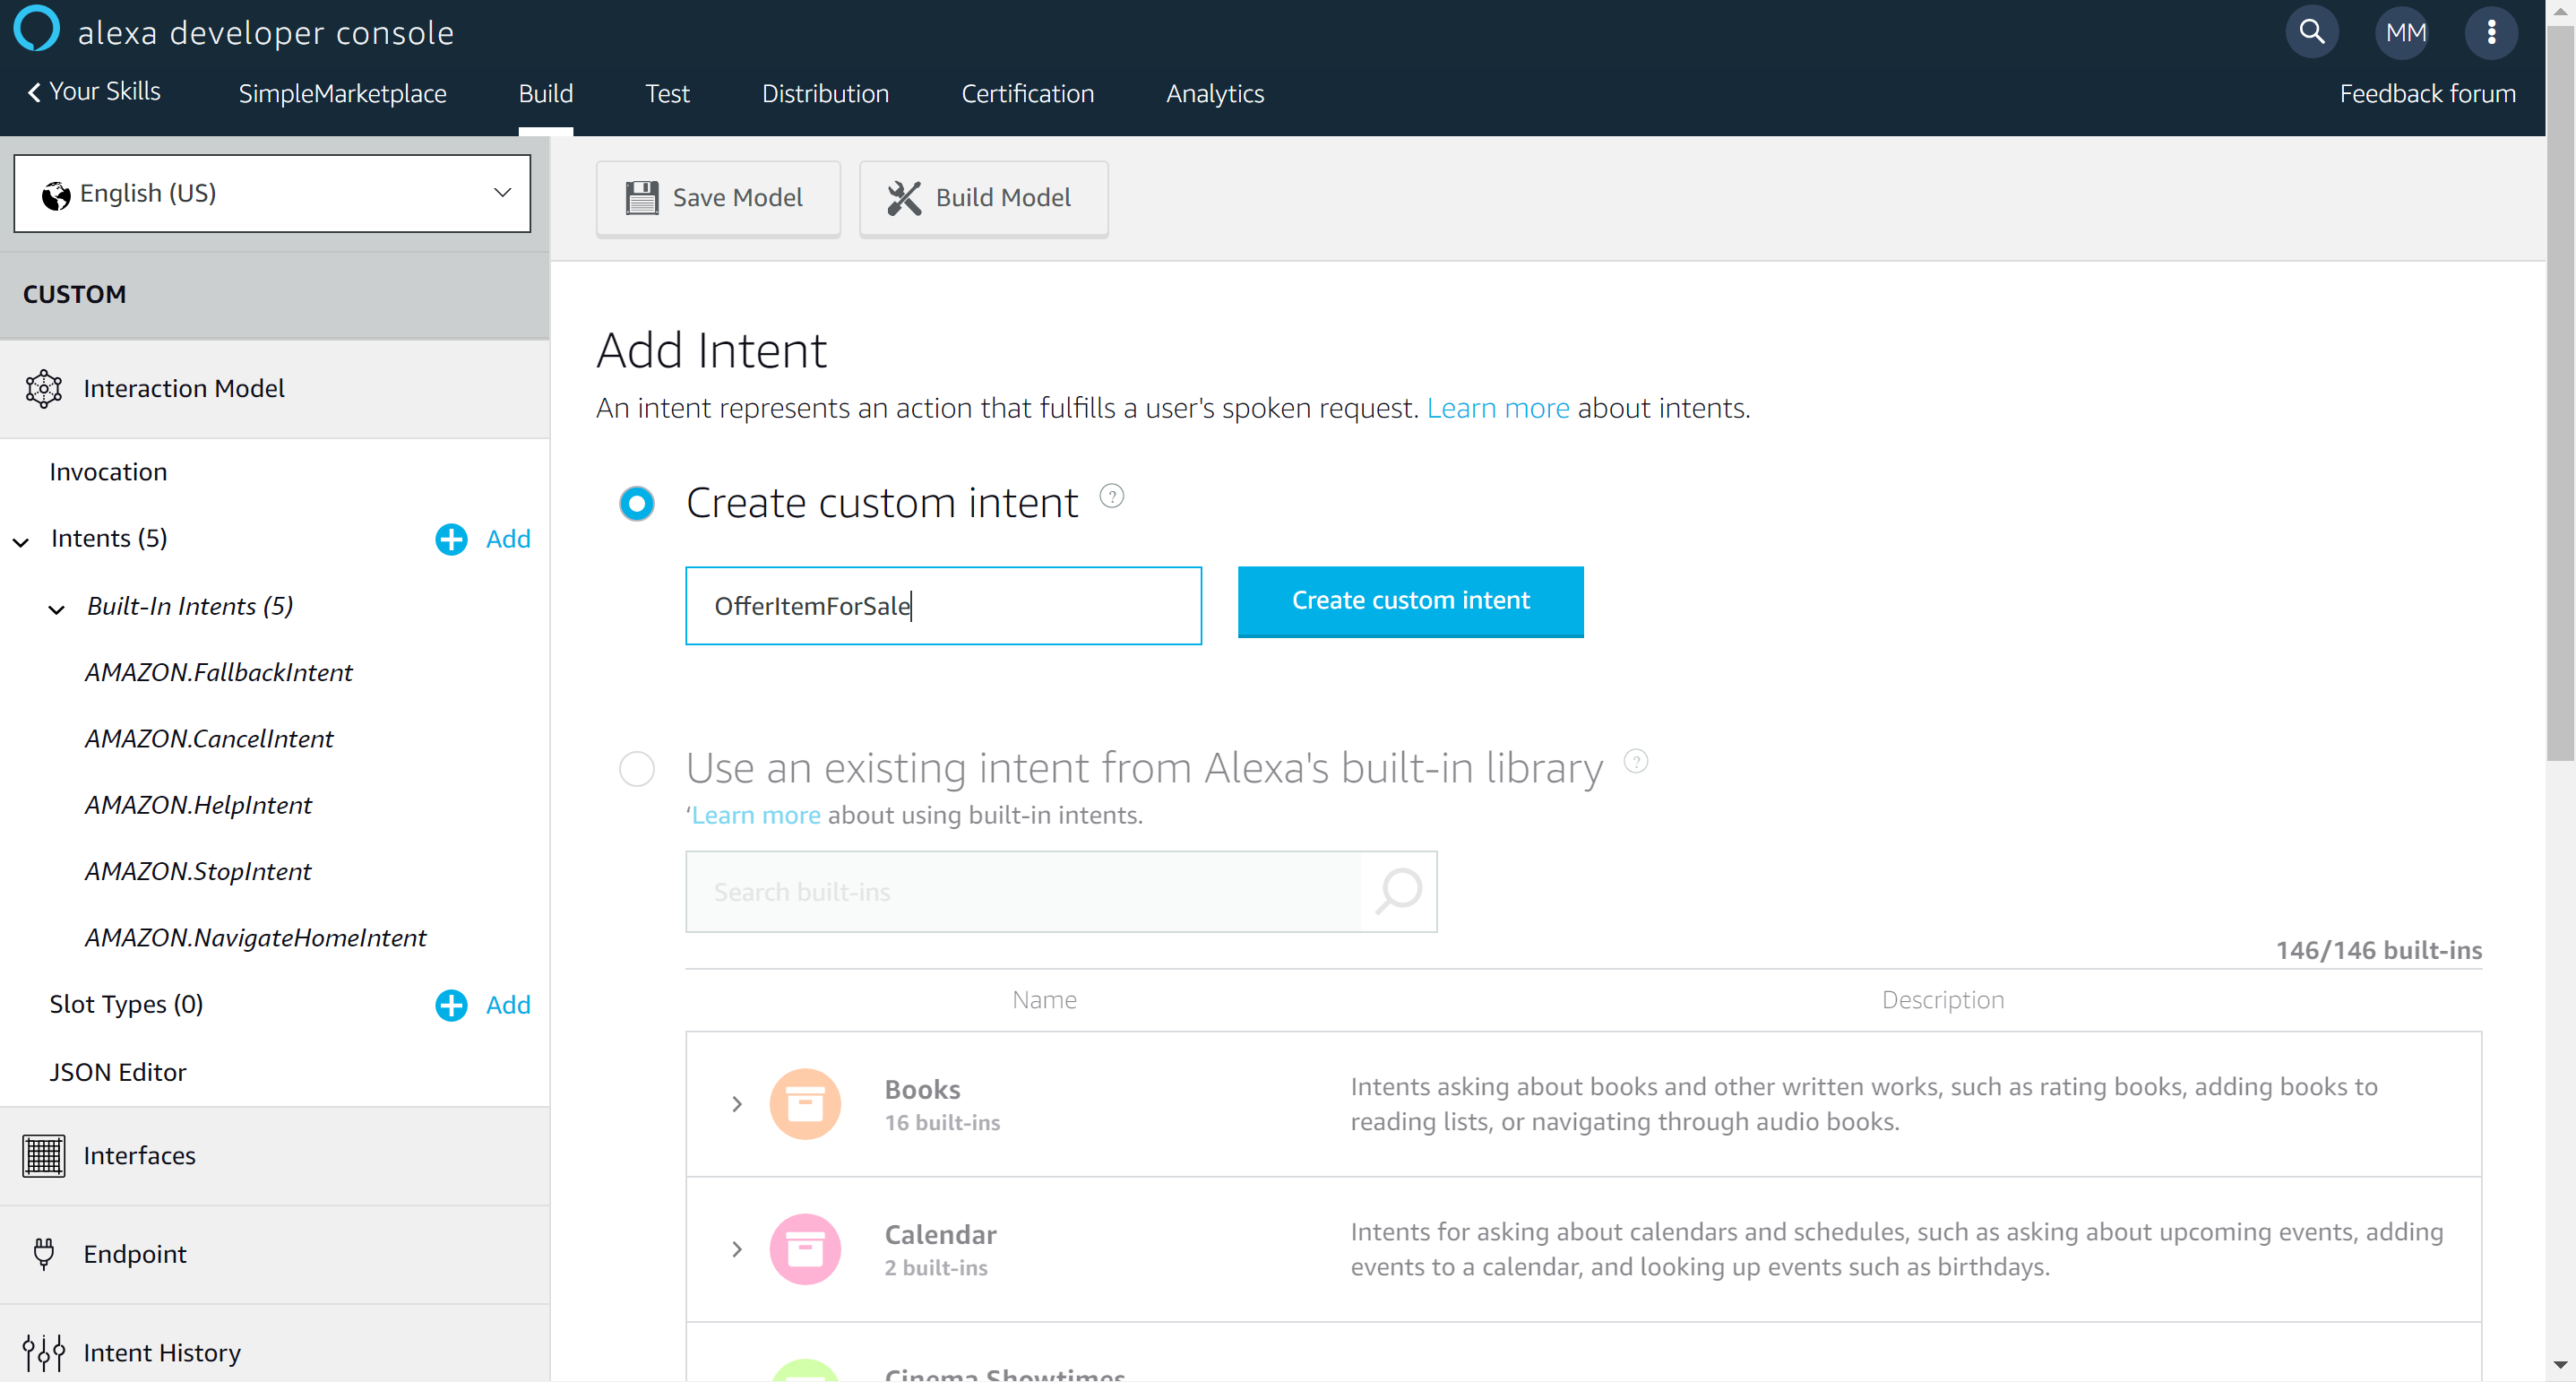 alexa developer console
MM
Your Skills
SimpleMarketplace
Build
Test
Distribution
Certification
Analytics
Feedback forum
English (US)
Save Model
Build Model
CUSTOM
Interaction Model
Invocation
Intents (5)
Add
Built-In Intents (5)
AMAZON.FallbackIntent
AMAZON.CancelIntent
AMAZON.HelpIntent
AMAZON.StopIntent
AMAZON.NavigateHomeIntent
Slot Types (0)
Add
JSON Editor
Interfaces
Endpoint
Intent History
Add Intent
An intent represents an action that fulfills a user's spoken request. Learn more about intents.
Create custom intent ?
OfferItemForSale
Create custom intent
Use an existing intent from Alexa's built-in library ?
‘Learn more about using built-in intents.
Search built-ins
146/146 built-ins
Name
Description
Books
16 built-ins
Intents asking about books and other written works, such as rating books, adding books to
reading lists, or navigating through audio books.
Calendar
2 built-ins
Intents for asking about calendars and schedules, such as asking about upcoming events, adding
events to a calendar, and looking up events such as birthdays.
Cinema Showtimes